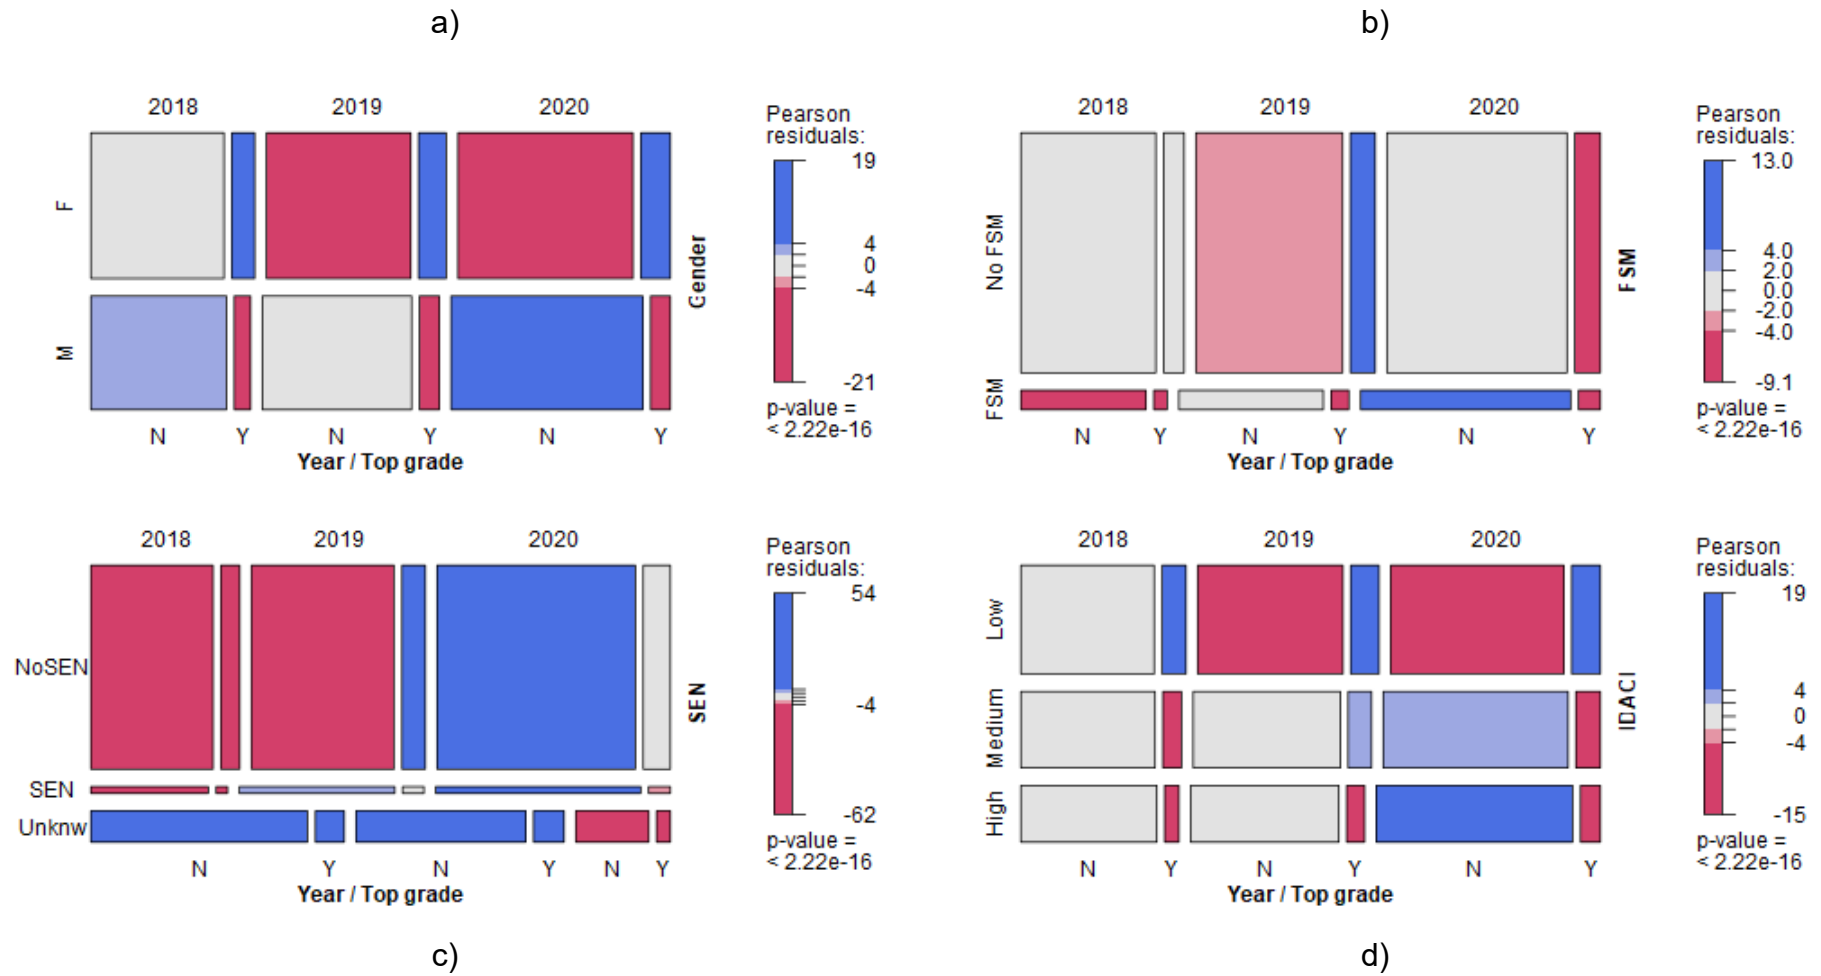 a)
b)
2018 2019 2020
Pearson
residuals:
19
4
0
-4
-21
p-value =
< 2.22e-16
F
M
Gender
N Y N Y N Y
Year / Top grade
2018 2019 2020
Pearson
residuals:
13.0
4.0
2.0
0.0
-2.0
-4.0
-9.1
p-value =
< 2.22e-16
No FSM
FSM
FSM
N Y N Y N Y
Year / Top grade
2018 2019 2020
Pearson
residuals:
54
-4
-62
p-value =
< 2.22e-16
NoSEN
SEN
Unknw
SEN
N Y N Y N Y
Year / Top grade
2018 2019 2020
Pearson
residuals:
19
4
0
-4
-15
p-value =
< 2.22e-16
Low
Medium
High
IDACI
N Y N Y N Y
Year / Top grade
c)
d)